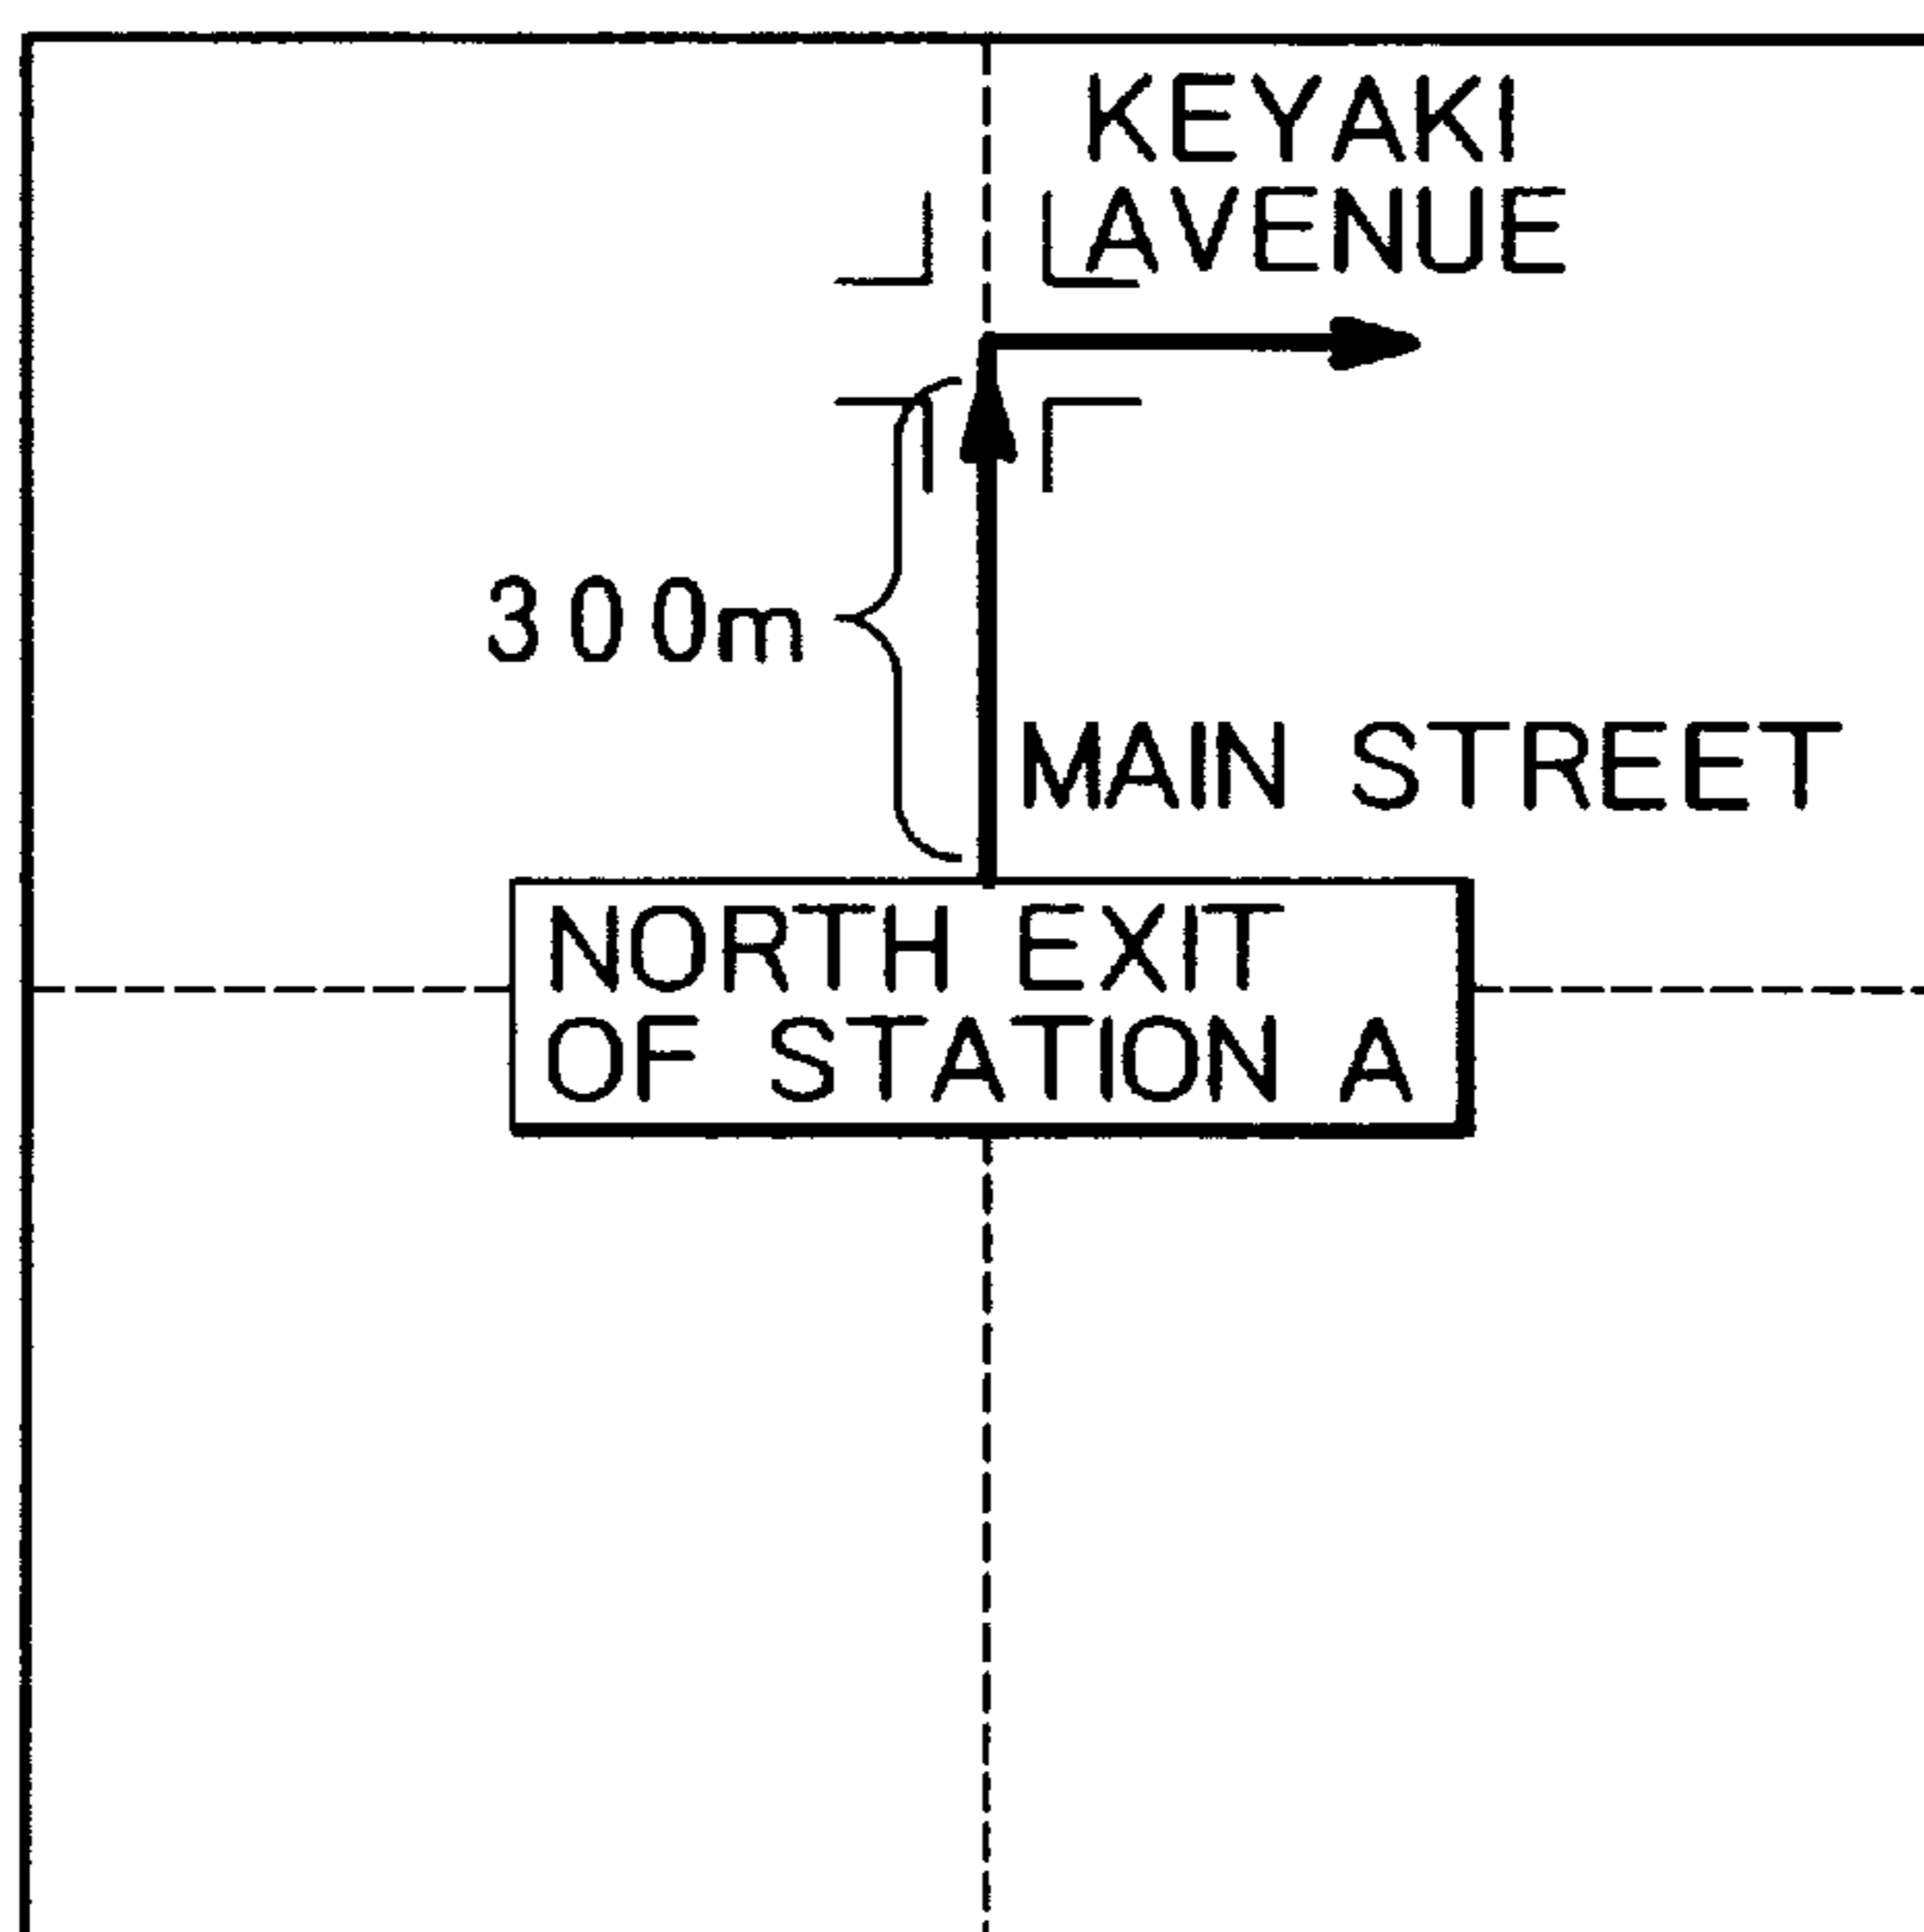 KEYAKI
AVENUE
300m
MAIN STREET
NORTH EXIT
OF STATION A